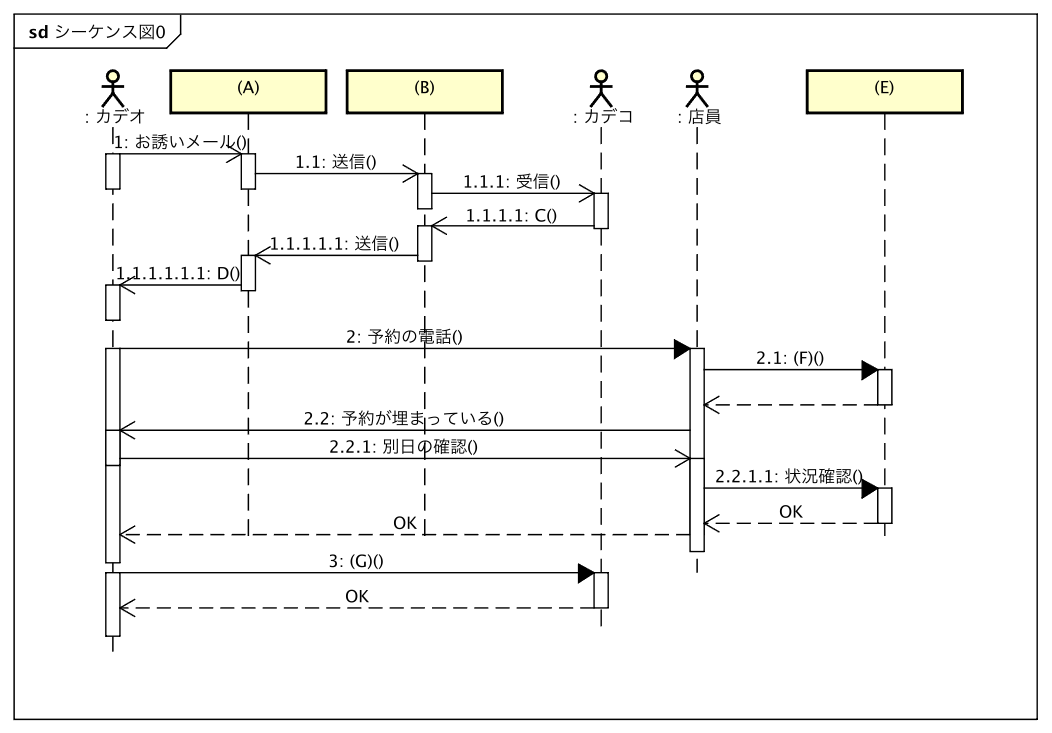 sd シーケンス図0
(A)
(B)
(E)
: カデオ
: カデコ
: 店員
1: お誘いメール()
1.1: 送信()
1.1.1: 受信()
1.1.1.1: C()
1.1.1.1.1: 送信()
1.1.1.1.1.1: D()
2: 予約の電話()
2.1: (F)()
2.2: 予約が埋まっている()
2.2.1: 別日の確認()
2.2.1.1: 状況確認()
OK
OK
3: (G)()
OK